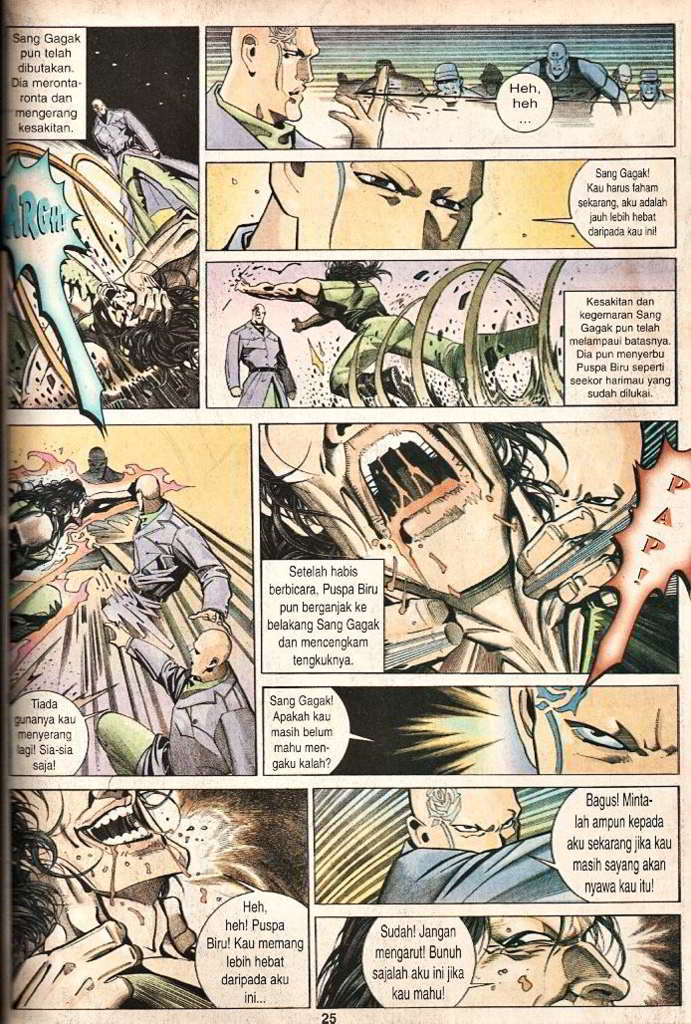 Sang Gagak
pun telah
dibutakan.
Dia meronta-
ronta dan
mengerang
kesakitan.
ARGH!
Heh,
heh
...
Sang Gagak!
Kau harus faham
sekarang, aku adalah
jauh lebih hebat
daripada kau ini!
Kesakitan dan
kegemaran Sang
Gagak pun telah
melampaui batasnya.
Dia pun menyerbu
Puspa Biru seperti
seekor harimau yang
sudah dilukai.
Tiada
gunanya kau
menyerang
lagi! Sia-sia
saja!
Setelah habis
berbicara, Puspa Biru
pun berganjak ke
belakang Sang Gagak
dan mencengkam
tengkuknya.
PAP!
Sang Gagak!
Apakah kau
masih belum
mahu men-
gaku kalah?
Heh,
heh! Puspa
Biru! Kau memang
lebih hebat
daripada aku
ini...
Bagus! Minta-
lah ampun kepada
aku sekarang jika kau
masih sayang akan
nyawa kau itu!
Sudah! Jangan
mengarut! Bunuh
sajalah aku ini jika
kau mahu!
25